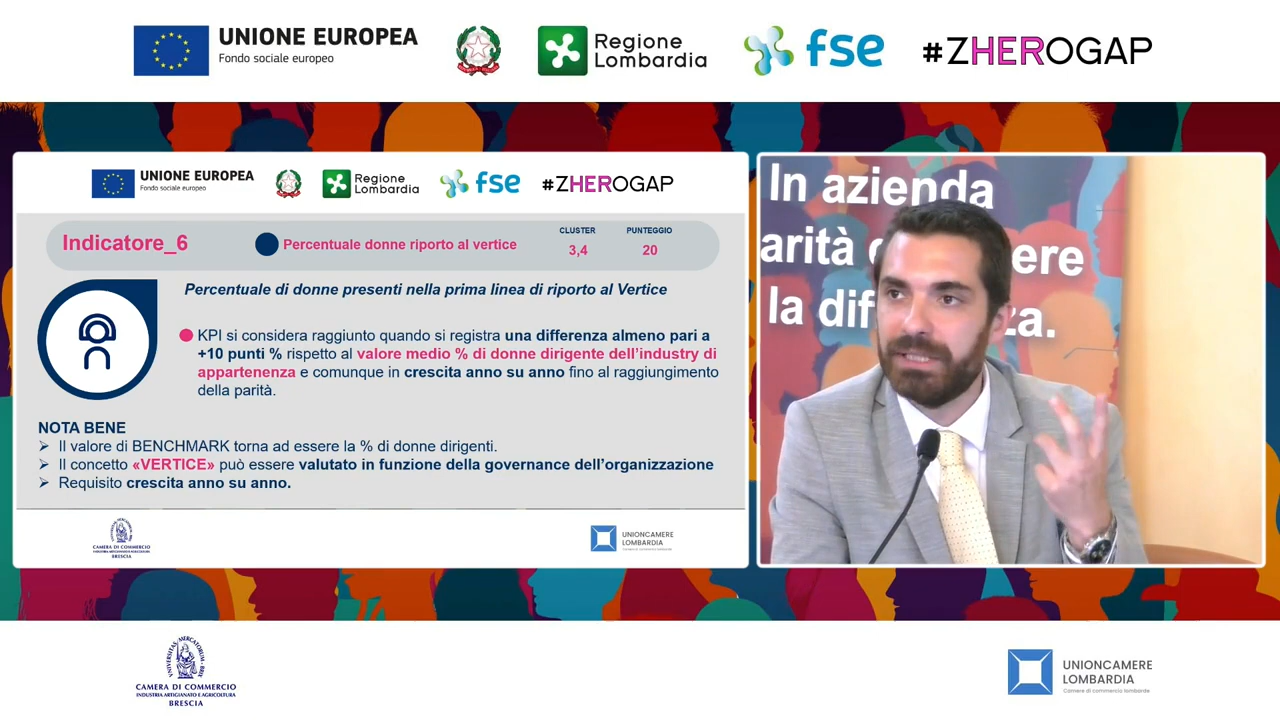 UNIONE EUROPEA
Fondo sociale europeo
Regione
Lombardia
fse
#ZHEROGAP
UNIONE EUROPEA
Fondo sociale europeo
Regione
Lombardia
fse
#ZHEROGAP
Indicatore_6
Percentuale donne riporto al vertice
CLUSTER
3,4
PUNTEGGIO
20
Percentuale di donne presenti nella prima linea di riporto al Vertice
KPI si considera raggiunto quando si registra una differenza almeno pari a
+10 punti % rispetto al valore medio % di donne dirigente dell'industry di
appartenenza e comunque in crescita anno su anno fino al raggiungimento
della parità.
NOTA BENE
Il valore di BENCHMARK torna ad essere la % di donne dirigenti.
Il concetto «VERTICE» può essere valutato in funzione della governance dell'organizzazione
Requisito crescita anno su anno.
CAMERA DI COMMERCIO
INDUSTRIA ARTIGIANATO E AGRICOLTURA
BRESCIA
UNIONCAMERE
LOMBARDIA
In azienda
arità ere
la dif za.
CAMERA DI COMMERCIO
INDUSTRIA ARTIGIANATO E AGRICOLTURA
BRESCIA
UNIONCAMERE
LOMBARDIA
Camere di commercio lombarde